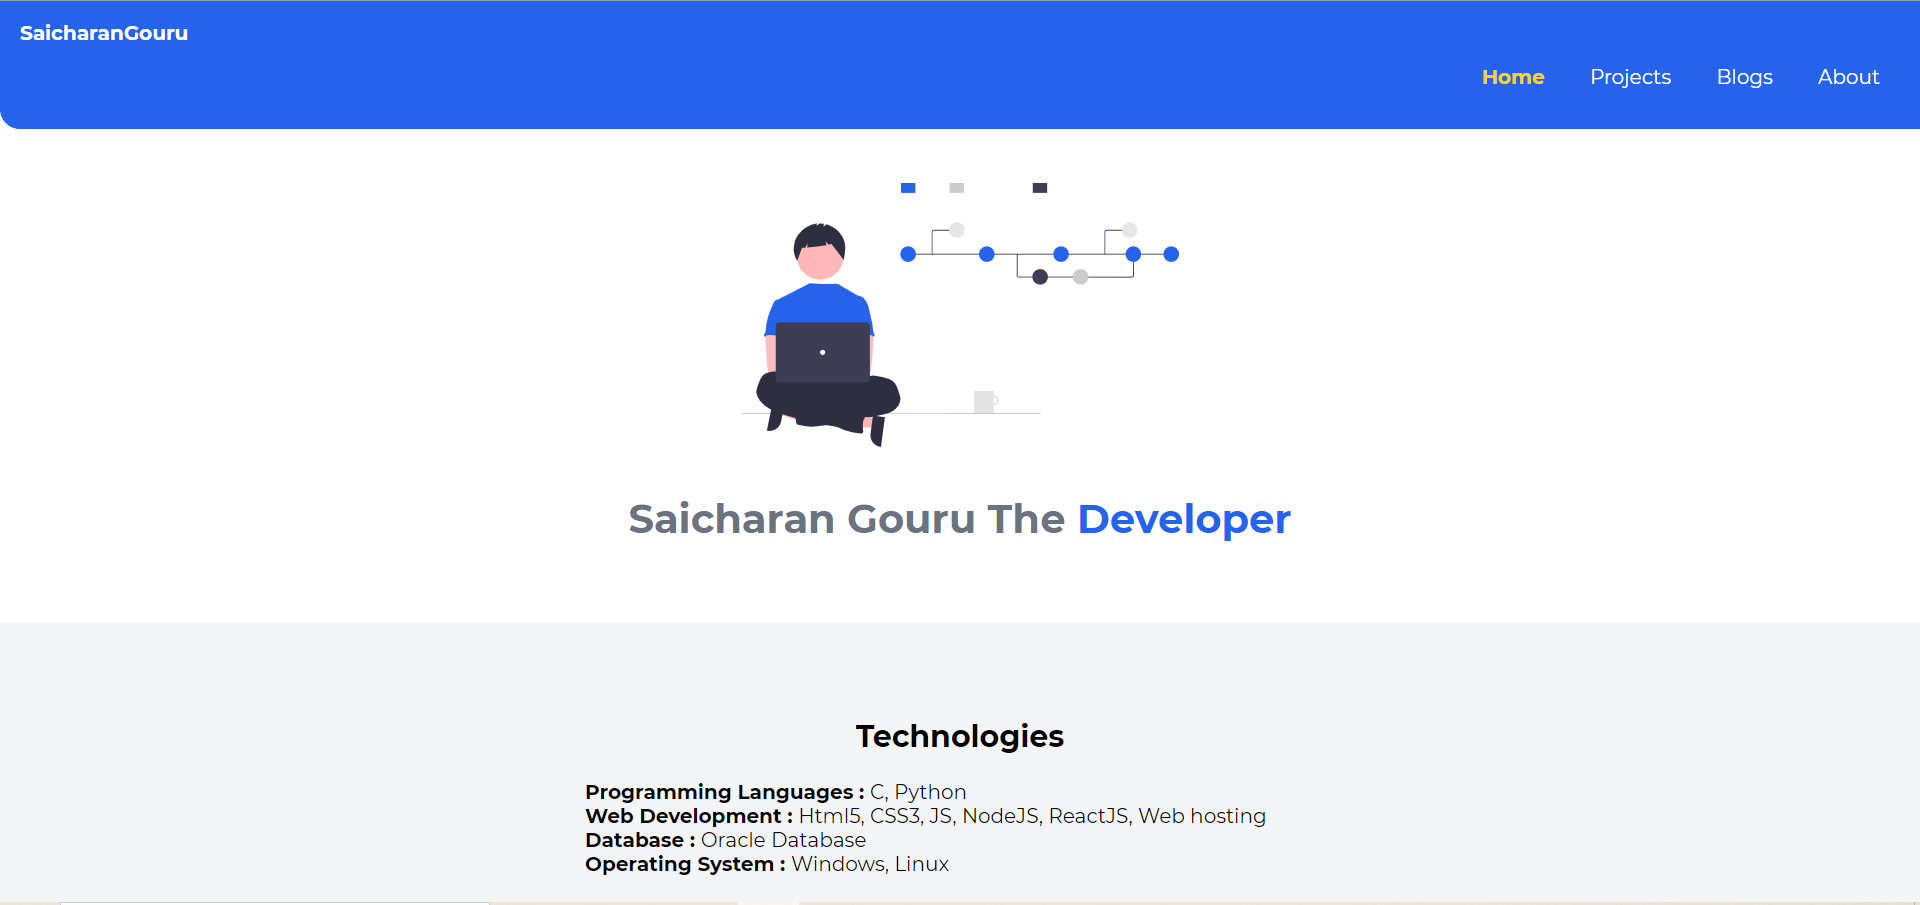 SaicharanGouru
Home Projects Blogs About
Saicharan Gouru The Developer
Technologies
Programming Languages : C, Python
Web Development : Html5, CSS3, JS, NodeJS, ReactJS, Web hosting
Database : Oracle Database
Operating System : Windows, Linux